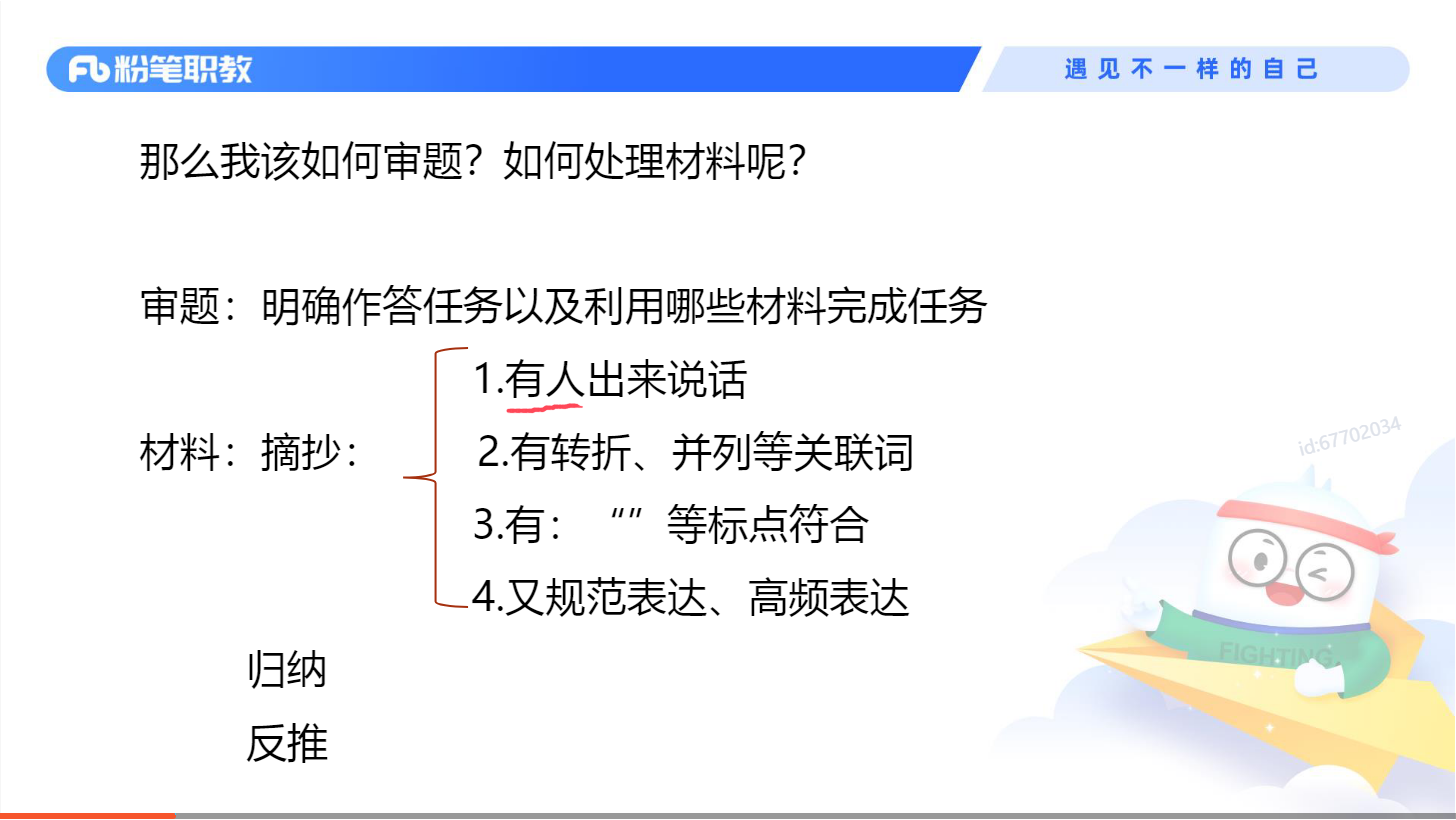 粉笔职教
遇见不一样的自己
那么我该如何审题？如何处理材料呢？
审题：明确作答任务以及利用哪些材料完成任务
1.有人出来说话
材料：摘抄：
2.有转折、并列等关联词
3.有：“”等标点符合
4.又规范表达、高频表达
归纳
反推
id:67702034
FIGHTING.